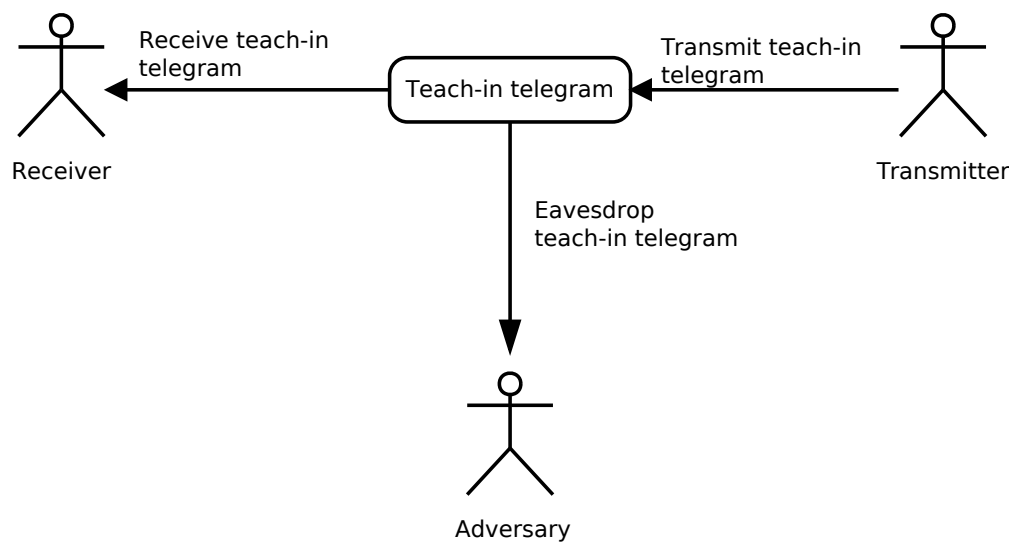 Receive teach-in
telegram
Transmit teach-in
telegram
Teach-in telegram
Receiver
Transmitter
Eavesdrop
teach-in telegram
Adversary